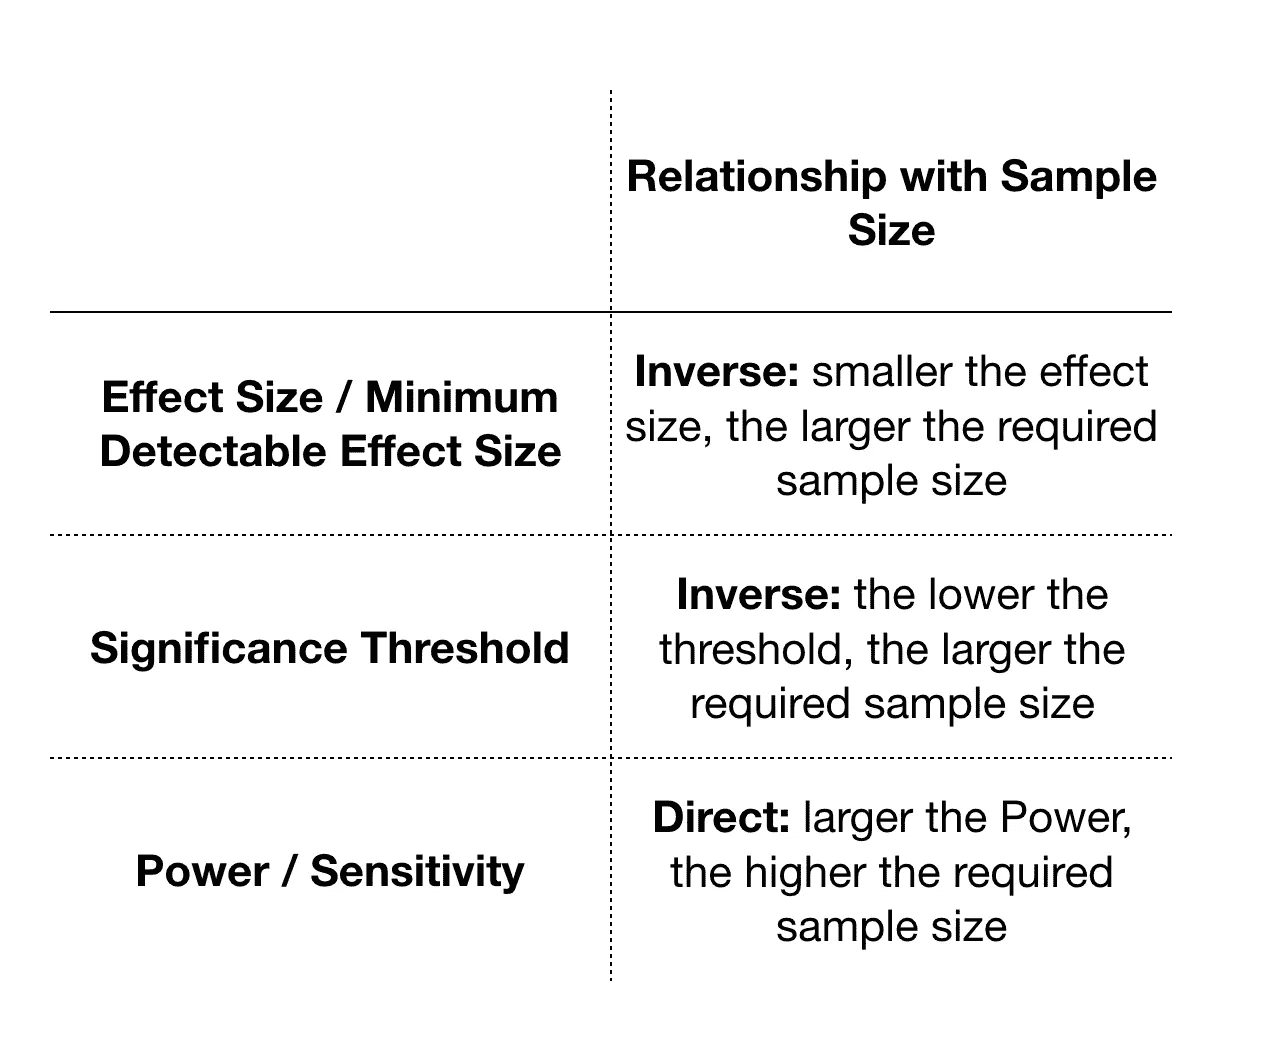 Relationship with Sample
Size
Effect Size / Minimum
Detectable Effect Size
Inverse: smaller the effect
size, the larger the required
sample size
Significance Threshold
Inverse: the lower the
threshold, the larger the
required sample size
Power / Sensitivity
Direct: larger the Power,
the higher the required
sample size